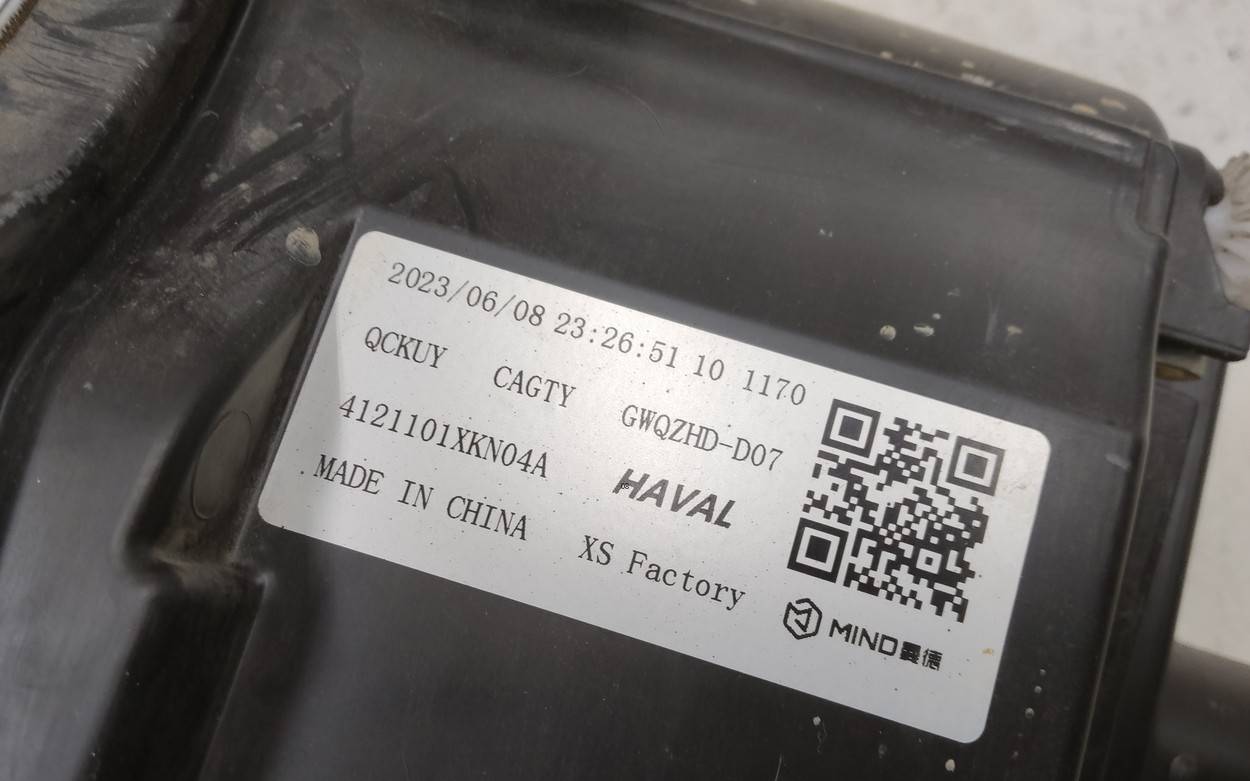 2023/06/08 23:26:51 10 1170
QCKUY CAGTY GWQZHD-D07
4121101XKN04A HAVAL
MADE IN CHINA XS Factory
MIND曼德